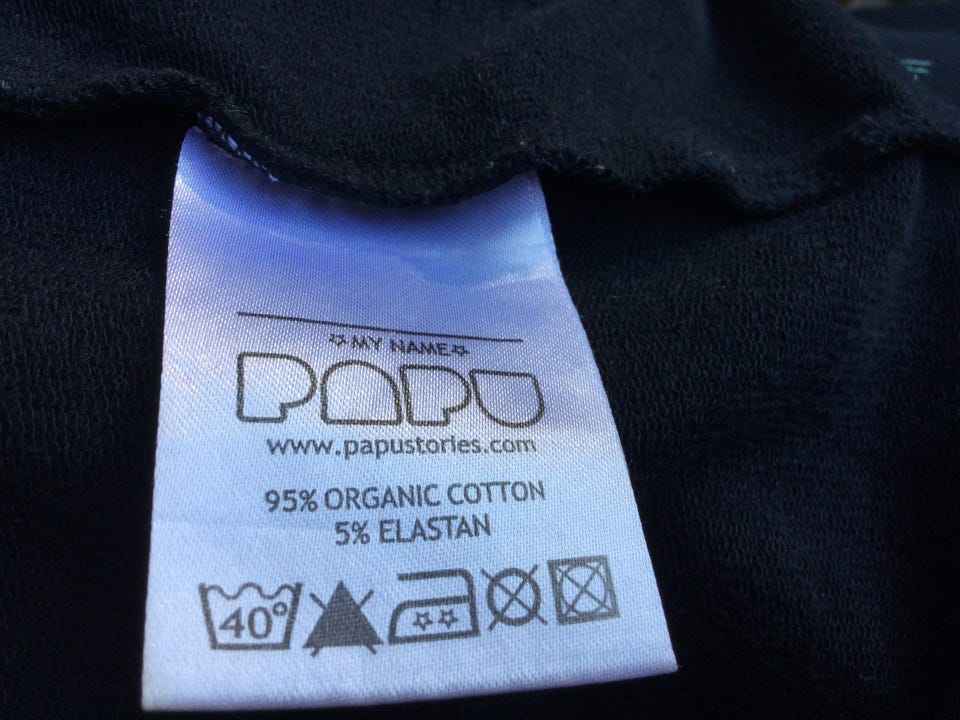 MY NAME
PAPU
www.papustories.com
95% ORGANIC COTTON
5% ELASTAN
40°